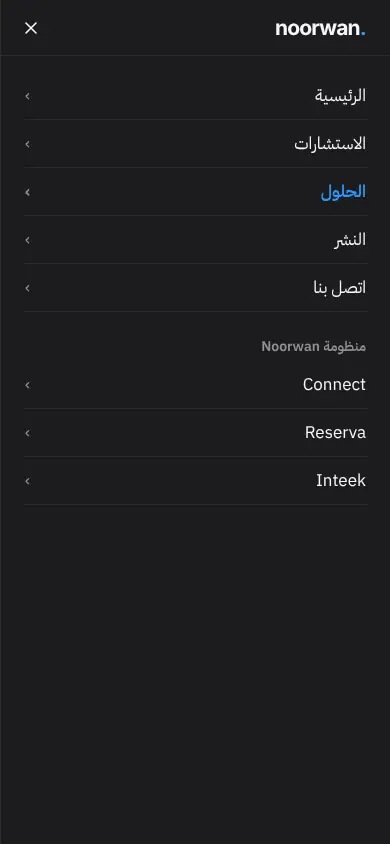 noorwan.
الرئيسية
الاستشارات
الحلول
النشر
اتصل بنا
منظومة Noorwan
Connect
Reserva
Inteek